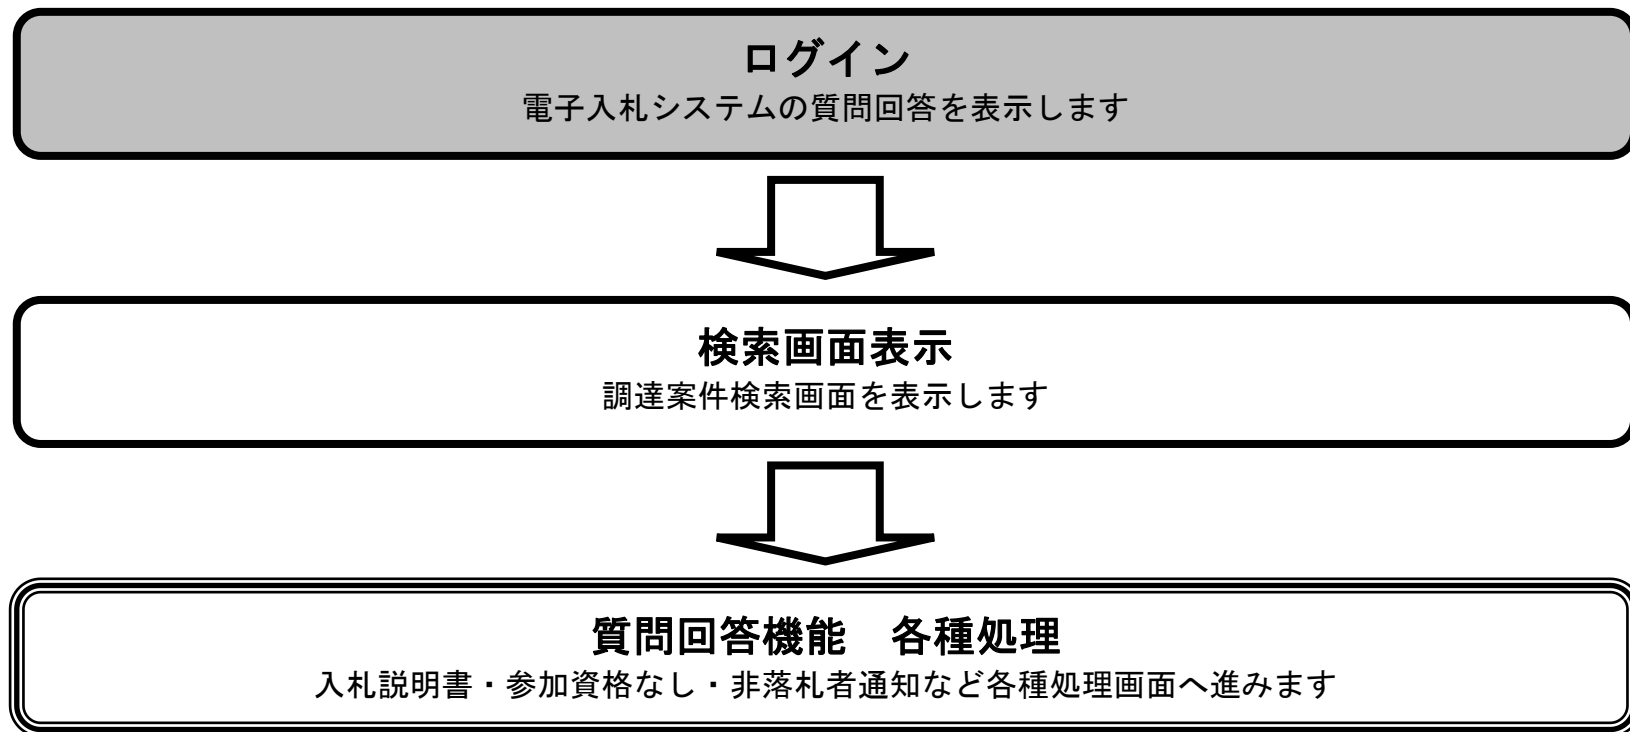 ログイン
電子入札システムの質問回答を表示します
検索画面表示
調達案件検索画面を表示します
質問回答機能　各種処理
入札説明書・参加資格なし・非落札者通知など各種処理画面へ進みます